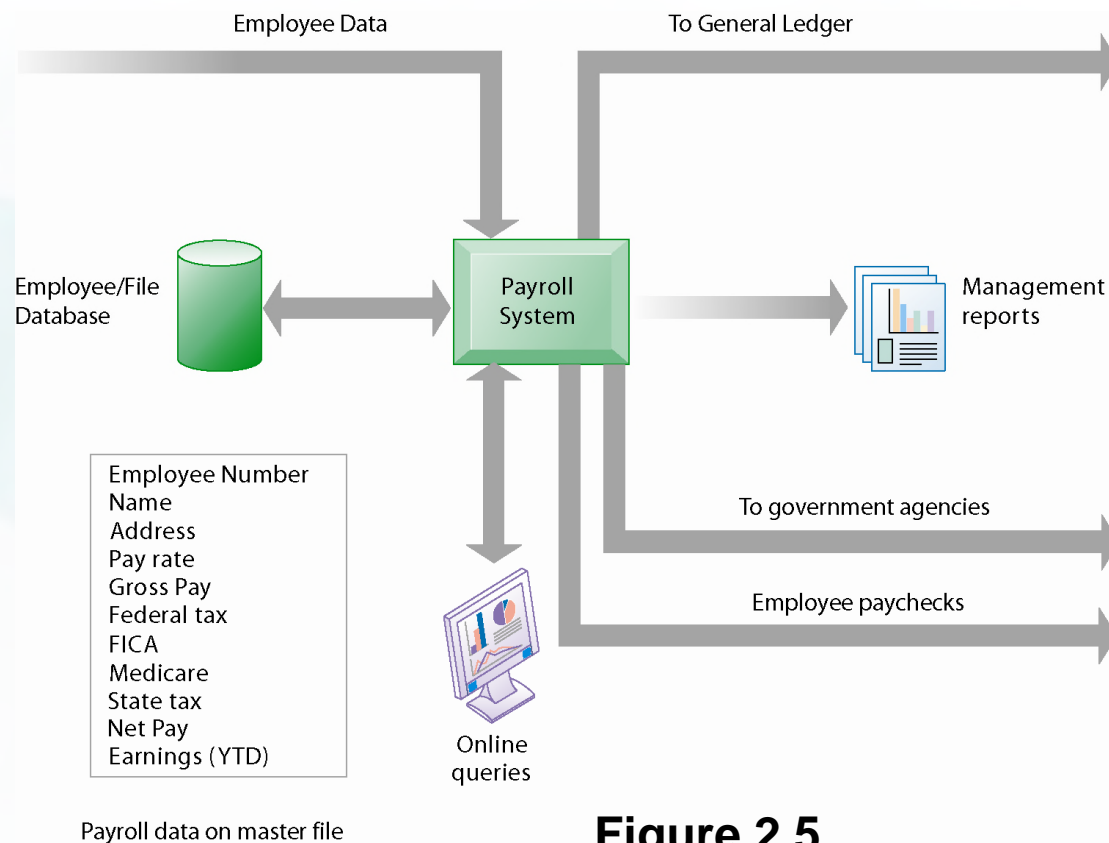 Employee Data
To General Ledger
Employee/File
Database
Payroll
System
Management
reports
Employee Number
Name
Address
Pay rate
Gross Pay
Federal tax
FICA
Medicare
State tax
Net Pay
Earnings (YTD)
To government agencies
Employee paychecks
Online
queries
Payroll data on master file
Figure 2.5